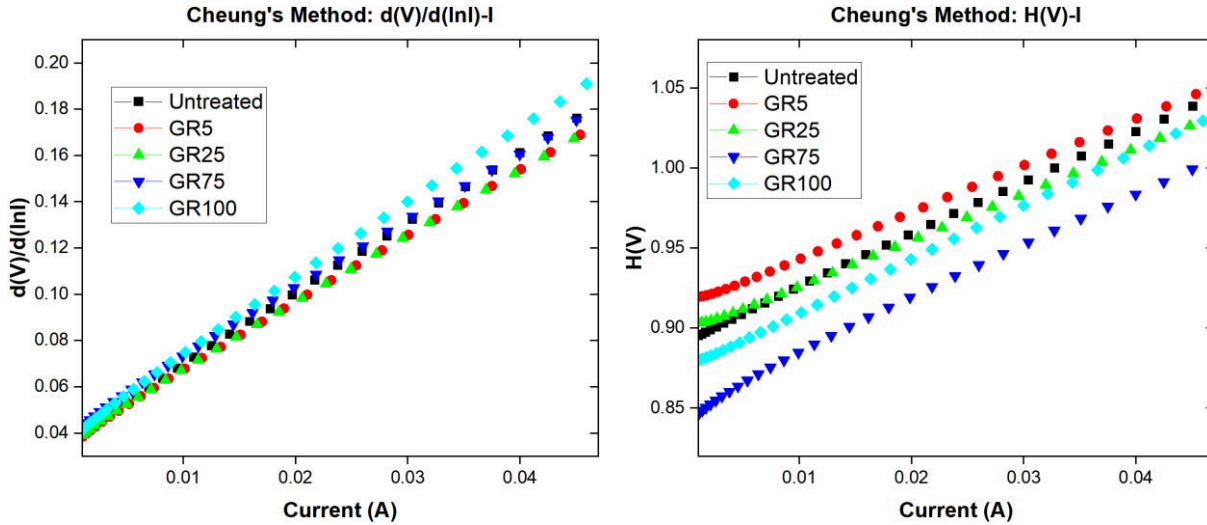 Cheung's Method: d(V)/d(lnI)-I
d(V)/d(lnI)
0.20
0.18
0.16
0.14
0.12
0.10
0.08
0.06
0.04
Untreated
GR5
GR25
GR75
GR100
0.01
0.02
0.03
0.04
Current (A)
Cheung's Method: H(V)-I
H(V)
1.05
1.00
0.95
0.90
0.85
Untreated
GR5
GR25
GR75
GR100
0.01
0.02
0.03
0.04
Current (A)